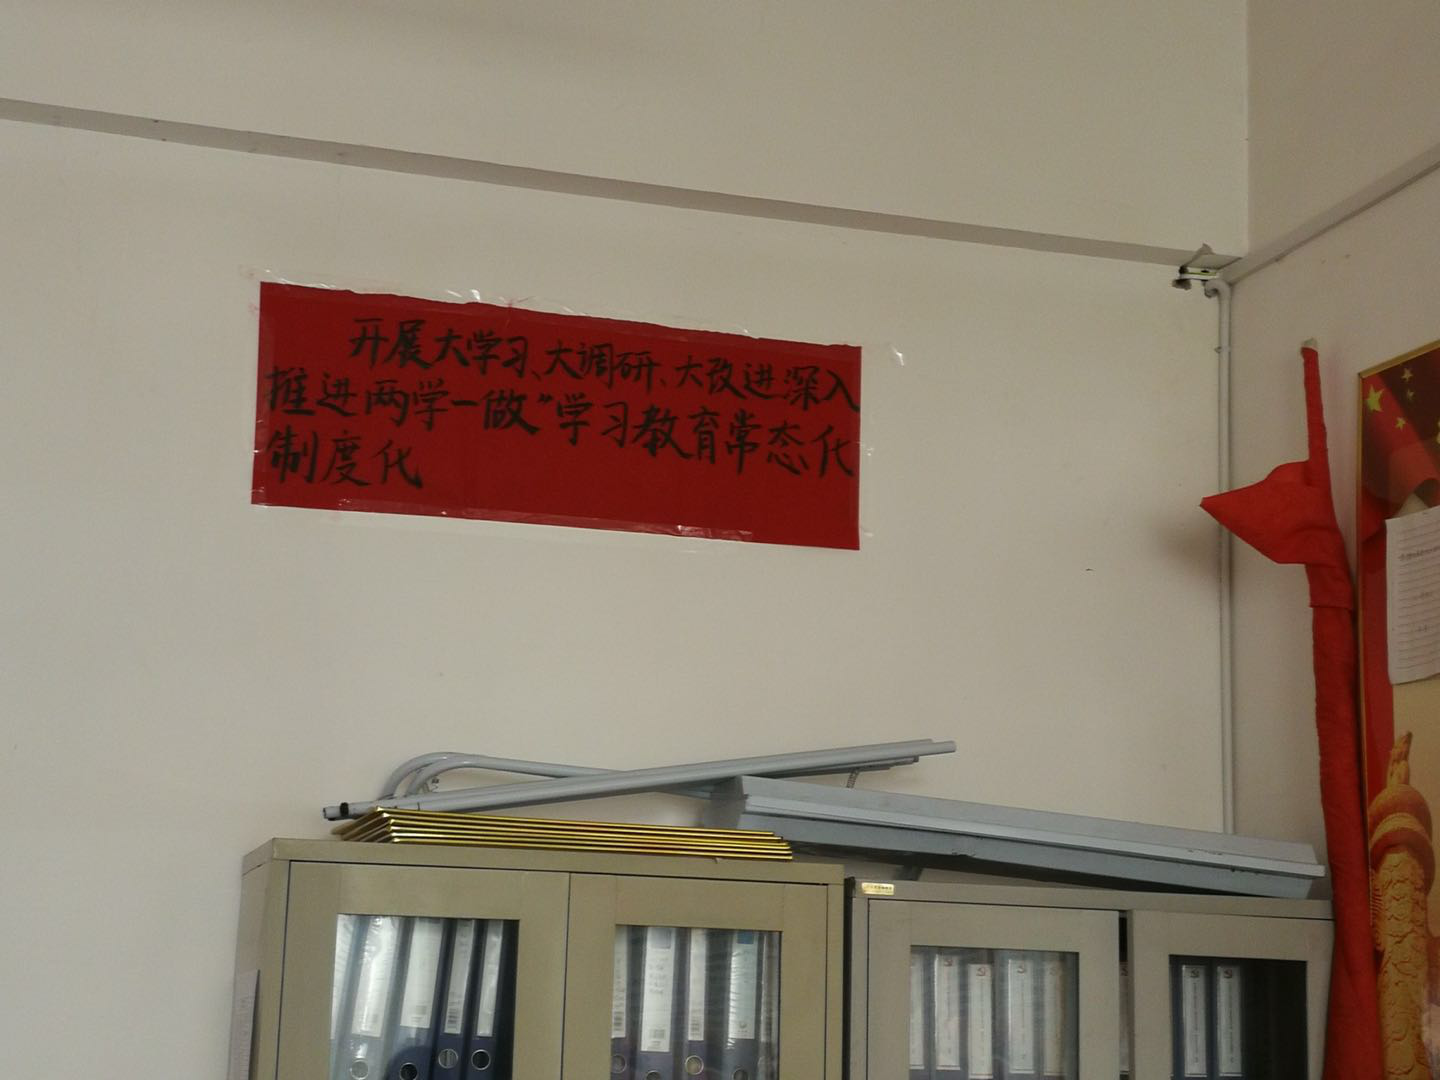 开展大学习、大调研、大改进深入
推进两学一做”学习教育常态化
制度化